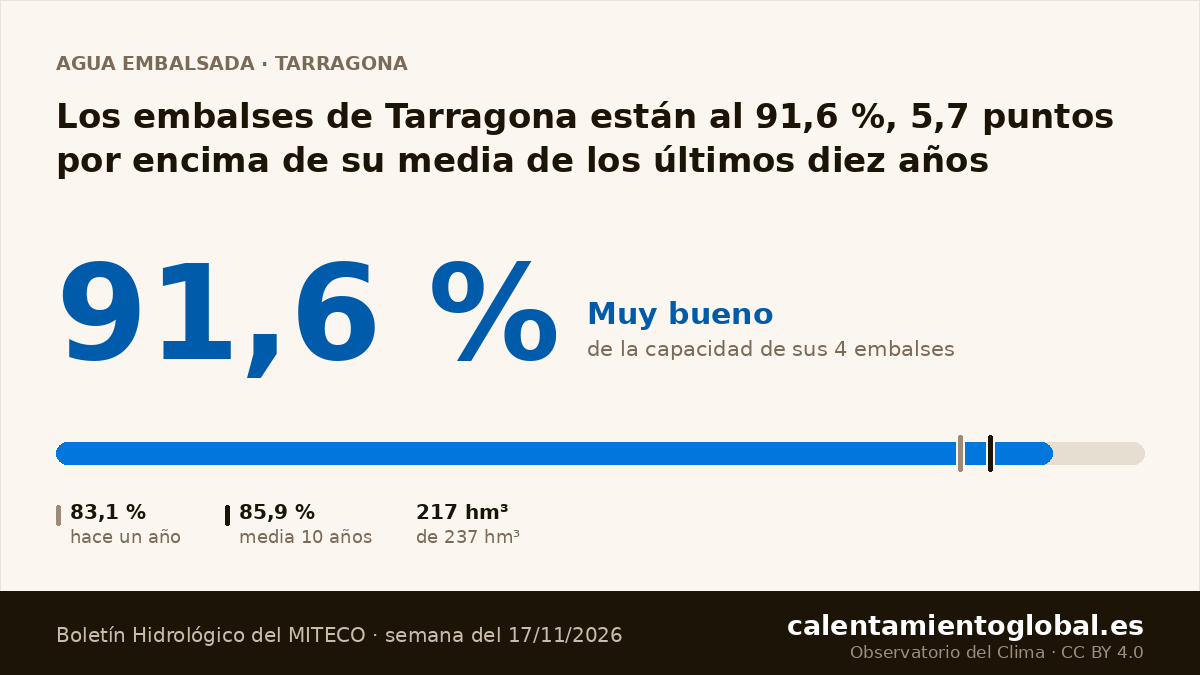 AGUA EMBALSADA · TARRAGONA
Los embalses de Tarragona están al 91,6 %, 5,7 puntos
por encima de su media de los últimos diez años
91,6 %
Muy bueno
de la capacidad de sus 4 embalses
83,1 %
hace un año
85,9 %
media 10 años
217 hm³
de 237 hm³
Boletín Hidrológico del MITECO · semana del 17/11/2026
calentamientoglobal.es
Observatorio del Clima · CC BY 4.0